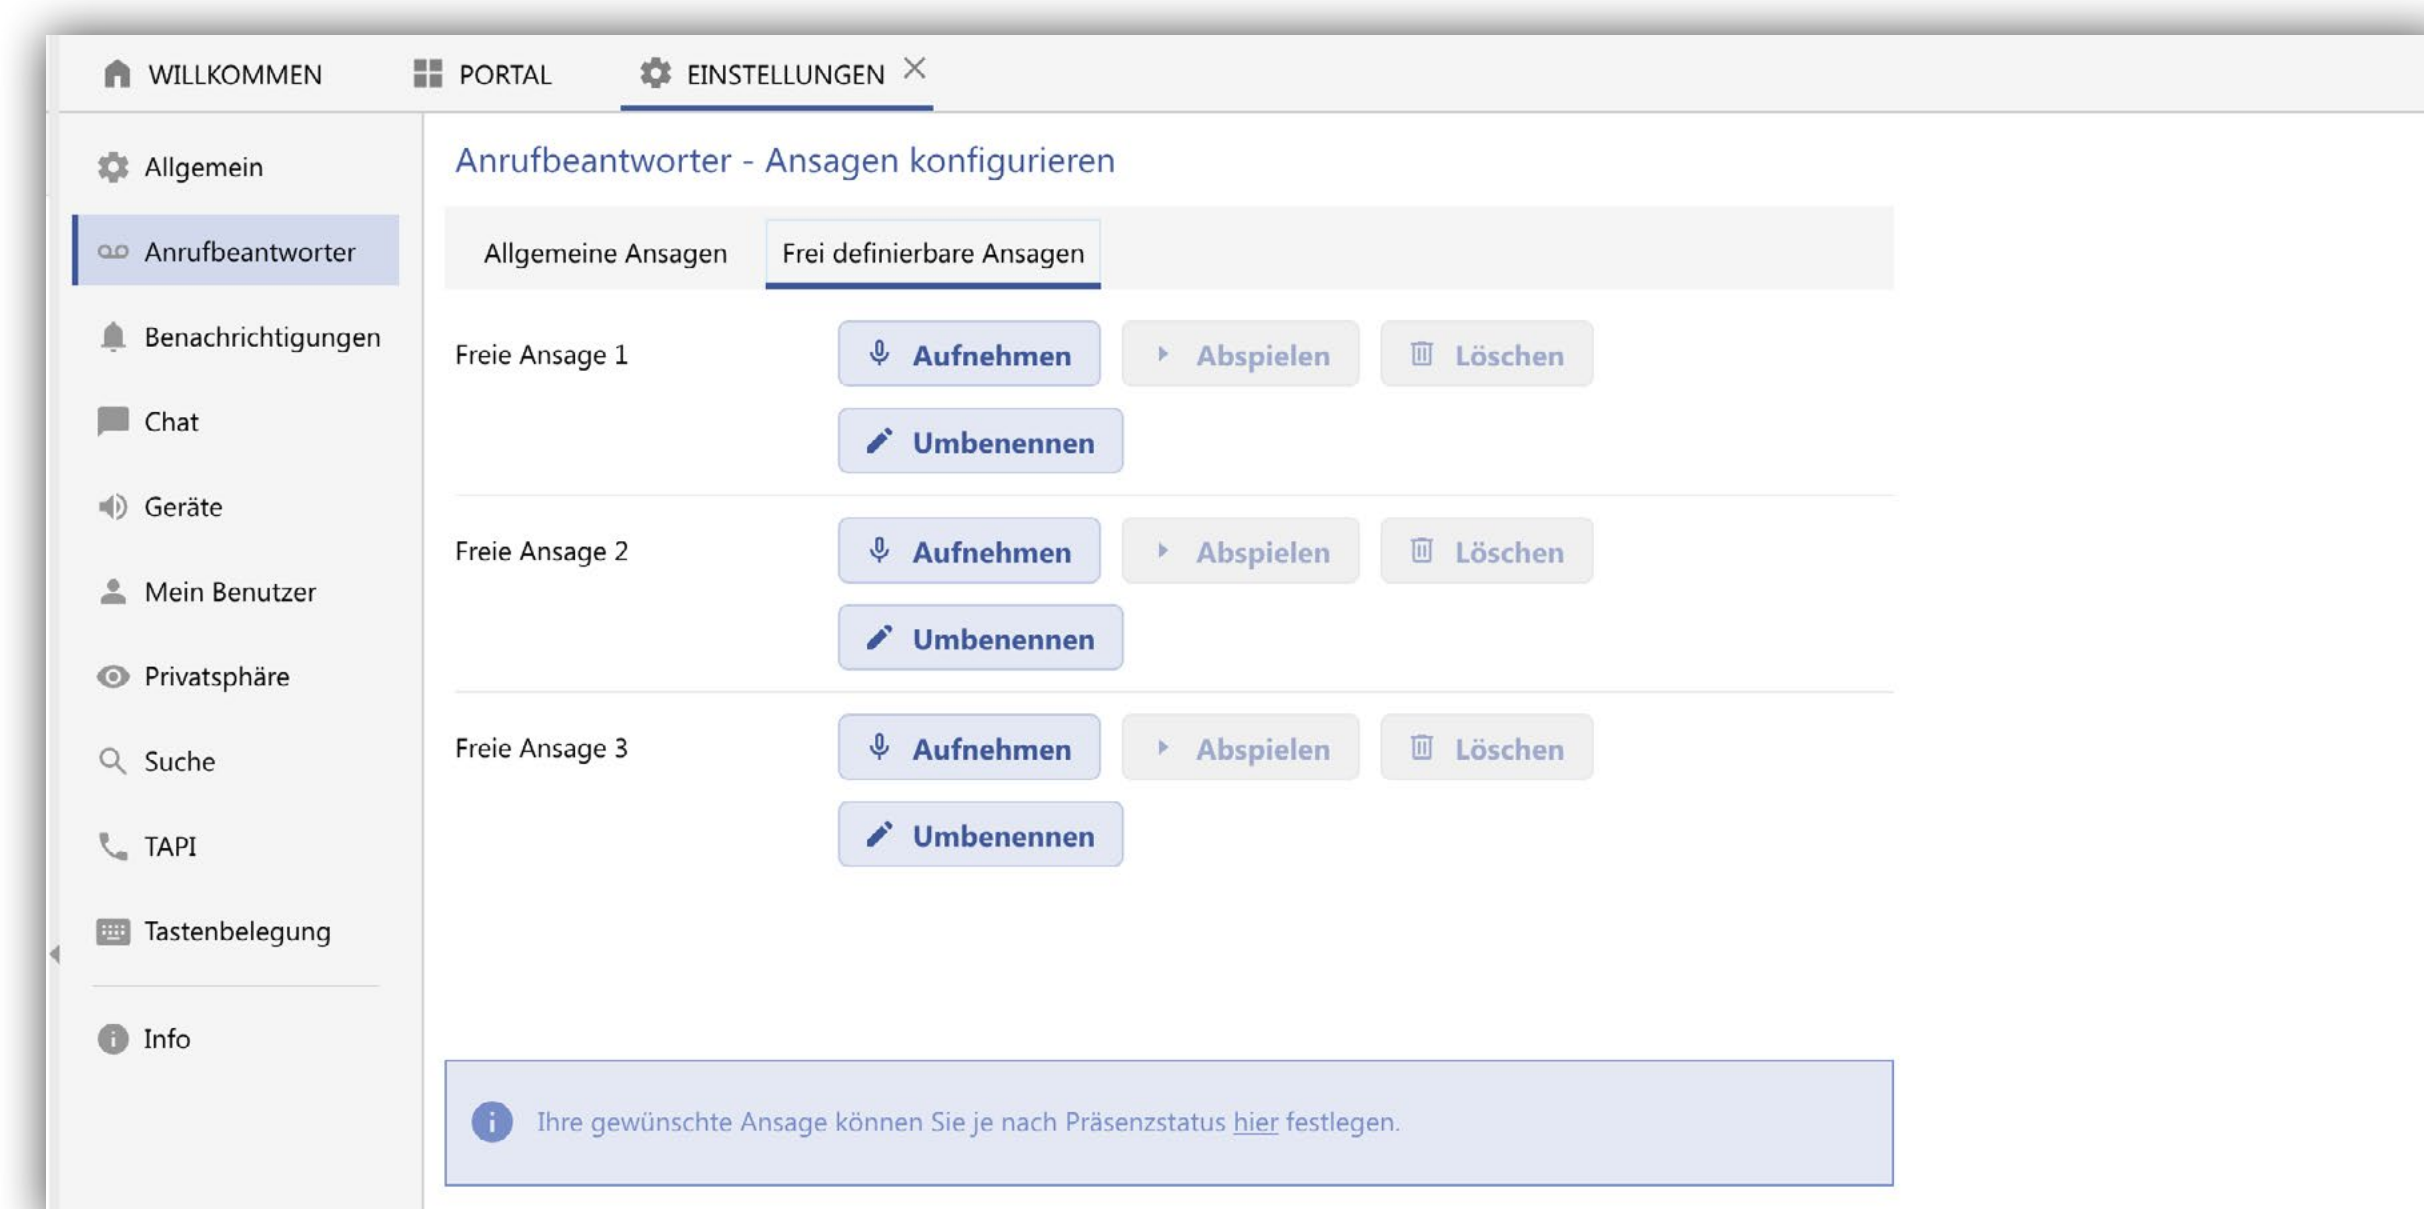 WILLKOMMEN PORTAL EINSTELLUNGEN
Allgemein
Anrufbeantworter
Benachrichtigungen
Chat
Geräte
Mein Benutzer
Privatsphäre
Suche
TAPI
Tastenbelegung
Info
Anrufbeantworter - Ansagen konfigurieren
Allgemeine Ansagen Frei definierbare Ansagen
Freie Ansage 1 Aufnehmen Abspielen Löschen
Umbenennen
Freie Ansage 2 Aufnehmen Abspielen Löschen
Umbenennen
Freie Ansage 3 Aufnehmen Abspielen Löschen
Umbenennen
Ihre gewünschte Ansage können Sie je nach Präsenzstatus hier festlegen.